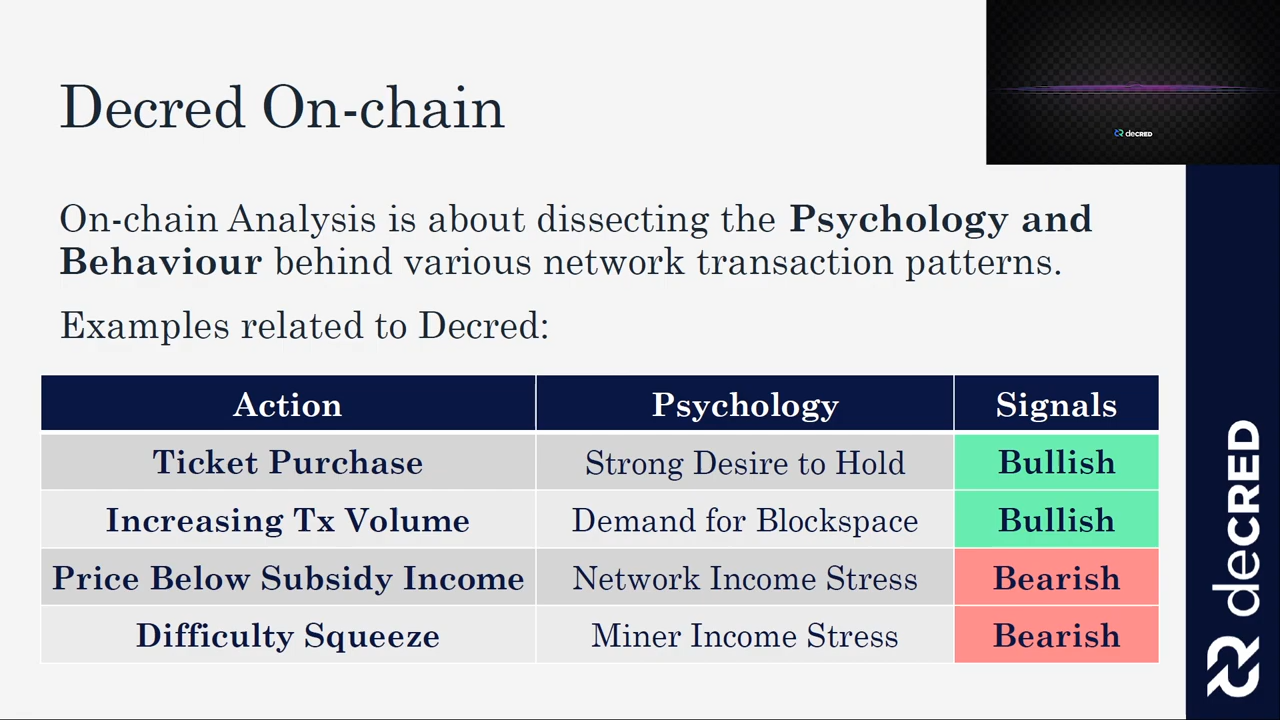 decRED
Decred On-chain
On-chain Analysis is about dissecting the Psychology and
Behaviour behind various network transaction patterns.
Examples related to Decred:
Action Psychology Signals
Ticket Purchase Strong Desire to Hold Bullish
Increasing Tx Volume Demand for Blockspace Bullish
Price Below Subsidy Income Network Income Stress Bearish
Difficulty Squeeze Miner Income Stress Bearish
decRED